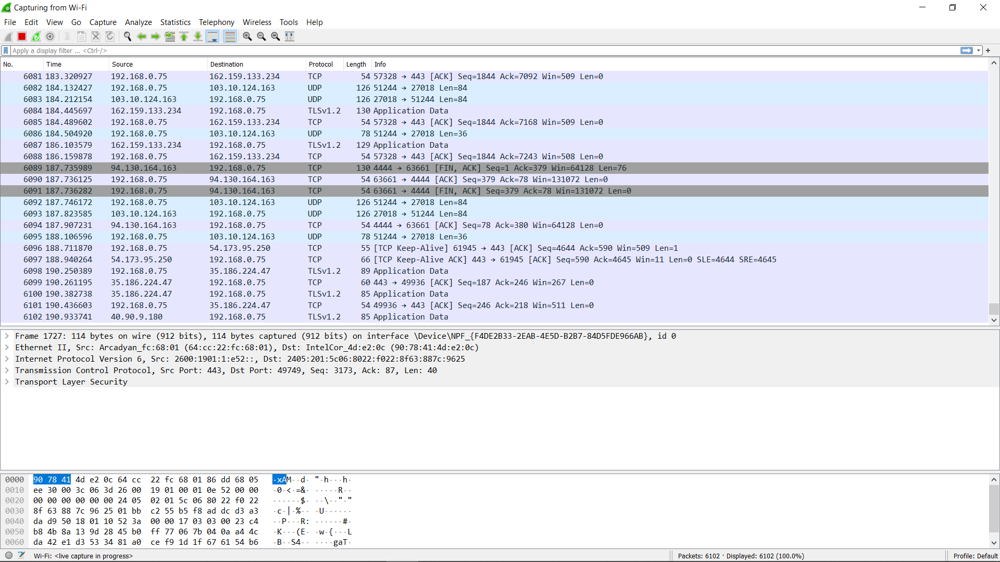 Capturing from Wi-Fi
File Edit View Go Capture Analyze Statistics Telephony Wireless Tools Help
Apply a display filter ... <Ctrl-/>
No. Time Source Destination Protocol Length Info
6081 183.320927 192.168.0.75 162.159.133.234 TCP 54 57328 → 443 [ACK] Seq=1844 Ack=7092 Win=509 Len=0
6082 184.132427 192.168.0.75 103.10.124.163 UDP 126 51244 → 27018 Len=84
6083 184.212154 103.10.124.163 192.168.0.75 UDP 126 27018 → 51244 Len=84
6084 184.445697 162.159.133.234 192.168.0.75 TLSv1.2 130 Application Data
6085 184.489602 192.168.0.75 162.159.133.234 TCP 54 57328 → 443 [ACK] Seq=1844 Ack=7168 Win=509 Len=0
6086 184.504920 192.168.0.75 103.10.124.163 UDP 78 51244 → 27018 Len=36
6087 186.103579 162.159.133.234 192.168.0.75 TLSv1.2 129 Application Data
6088 186.159878 192.168.0.75 162.159.133.234 TCP 54 57328 → 443 [ACK] Seq=1844 Ack=7243 Win=508 Len=0
6089 187.735989 94.130.164.163 192.168.0.75 TCP 130 4444 → 63661 [FIN, ACK] Seq=1 Ack=379 Win=64128 Len=76
6090 187.736125 192.168.0.75 94.130.164.163 TCP 54 63661 → 4444 [ACK] Seq=379 Ack=78 Win=131072 Len=0
6091 187.736282 192.168.0.75 94.130.164.163 TCP 54 63661 → 4444 [FIN, ACK] Seq=379 Ack=78 Win=131072 Len=0
6092 187.746172 192.168.0.75 103.10.124.163 UDP 126 51244 → 27018 Len=84
6093 187.823585 103.10.124.163 192.168.0.75 UDP 126 27018 → 51244 Len=84
6094 187.907231 94.130.164.163 192.168.0.75 TCP 54 4444 → 63661 [ACK] Seq=78 Ack=380 Win=64128 Len=0
6095 188.106596 192.168.0.75 103.10.124.163 UDP 78 51244 → 27018 Len=36
6096 188.711870 192.168.0.75 54.173.95.250 TCP 55 [TCP Keep-Alive] 61945 → 443 [ACK] Seq=4644 Ack=590 Win=509 Len=1
6097 188.940264 54.173.95.250 192.168.0.75 TCP 66 [TCP Keep-Alive ACK] 443 → 61945 [ACK] Seq=590 Ack=4645 Win=11 Len=0 SLE=4644 SRE=4645
6098 190.250389 192.168.0.75 35.186.224.47 TLSv1.2 89 Application Data
6099 190.261195 35.186.224.47 192.168.0.75 TCP 60 443 → 49936 [ACK] Seq=187 Ack=246 Win=267 Len=0
6100 190.382738 35.186.224.47 192.168.0.75 TLSv1.2 85 Application Data
6101 190.436603 192.168.0.75 35.186.224.47 TCP 54 49936 → 443 [ACK] Seq=246 Ack=218 Win=511 Len=0
6102 190.933741 40.90.9.180 192.168.0.75 TLSv1.2 85 Application Data
Frame 1727: 114 bytes on wire (912 bits), 114 bytes captured (912 bits) on interface \Device\NPF_{F4DE2B33-2EAB-4E5D-B2B7-84D5FDE966AB}, id 0
Ethernet II, Src: Arcadyan_fc:68:01 (64:cc:22:fc:68:01), Dst: IntelCor_4d:e2:0c (90:78:41:4d:e2:0c)
Internet Protocol Version 6, Src: 2600:1901:1:e52::, Dst: 2405:201:5c06:8022:f022:8f63:887c:9625
Transmission Control Protocol, Src Port: 443, Dst Port: 49749, Seq: 3173, Ack: 87, Len: 40
Transport Layer Security
0000 90 78 41 4d e2 0c 64 cc 22 fc 68 01 86 dd 68 05 ·xAM··d· "·h···h·
0010 ee 30 00 3c 06 3d 26 00 19 01 00 01 0e 52 00 00 ·0·<·=&· ·····R··
0020 00 00 00 00 00 00 24 05 02 01 5c 06 80 22 f0 22 ······$· ··\··"·"
0030 8f 63 88 7c 96 25 01 bb c2 55 b5 f8 ad dc d3 a3 ·c·|·%·· ·U······
0040 da d9 50 18 01 10 52 3a 00 00 17 03 03 00 23 c4 ··P···R: ······#·
0050 b8 4b 8a 13 9d 28 45 b0 ff 77 06 7b 04 0a a4 4c ·K···(E· ·w·{···L
0060 da 42 e1 d3 53 34 81 a0 ce f9 1d 1f 67 61 54 b6 ·B··S4·· ····gaT·
Wi-Fi: <live capture in progress> Packets: 6102 · Displayed: 6102 (100.0%) Profile: Default